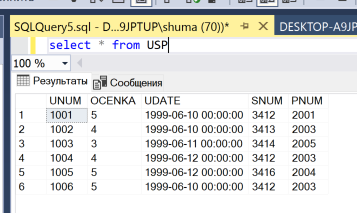 SQLQuery5.sql - D...9JPTUP\shuma (70))* DESKTOP-A9JP
select * from USP
100 %
Результаты Сообщения
UNUM OCENKA UDATE SNUM PNUM
1 1001 5 1999-06-10 00:00:00 3412 2001
2 1002 4 1999-06-10 00:00:00 3413 2003
3 1003 3 1999-06-11 00:00:00 3414 2005
4 1004 4 1999-06-12 00:00:00 3412 2003
5 1005 5 1999-06-12 00:00:00 3416 2004
6 1006 5 1999-06-10 00:00:00 3412 2003